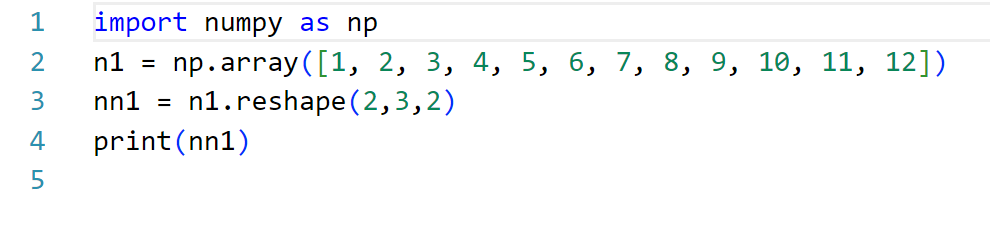 1 import numpy as np
2 n1 = np.array([1, 2, 3, 4, 5, 6, 7, 8, 9, 10, 11, 12])
3 nn1 = n1.reshape(2,3,2)
4 print(nn1)
5